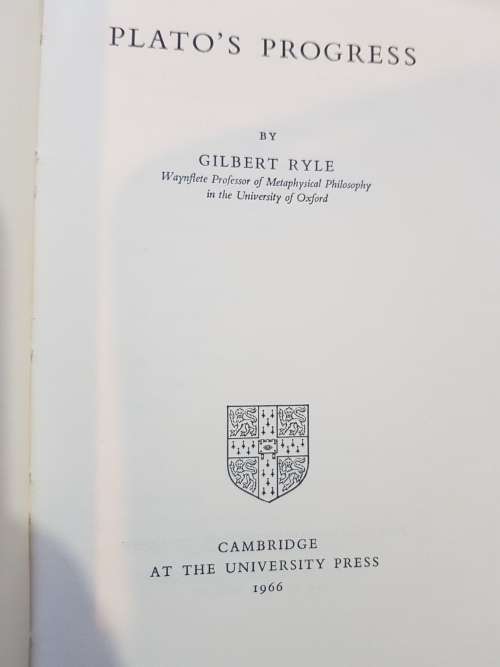 PLATO'S PROGRESS
BY
GILBERT RYLE
Waynflete Professor of Metaphysical Philosophy
in the University of Oxford
CAMBRIDGE
AT THE UNIVERSITY PRESS
1966